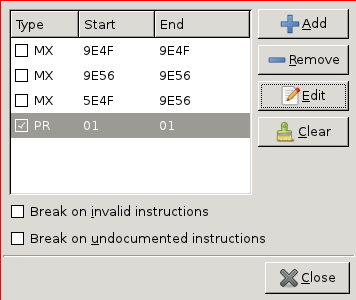 Type Start End
MX 9E4F 9E4F
MX 9E56 9E56
MX 5E4F 9E56
PR 01 01
Add
Remove
Edit
Clear
Break on invalid instructions
Break on undocumented instructions
Close